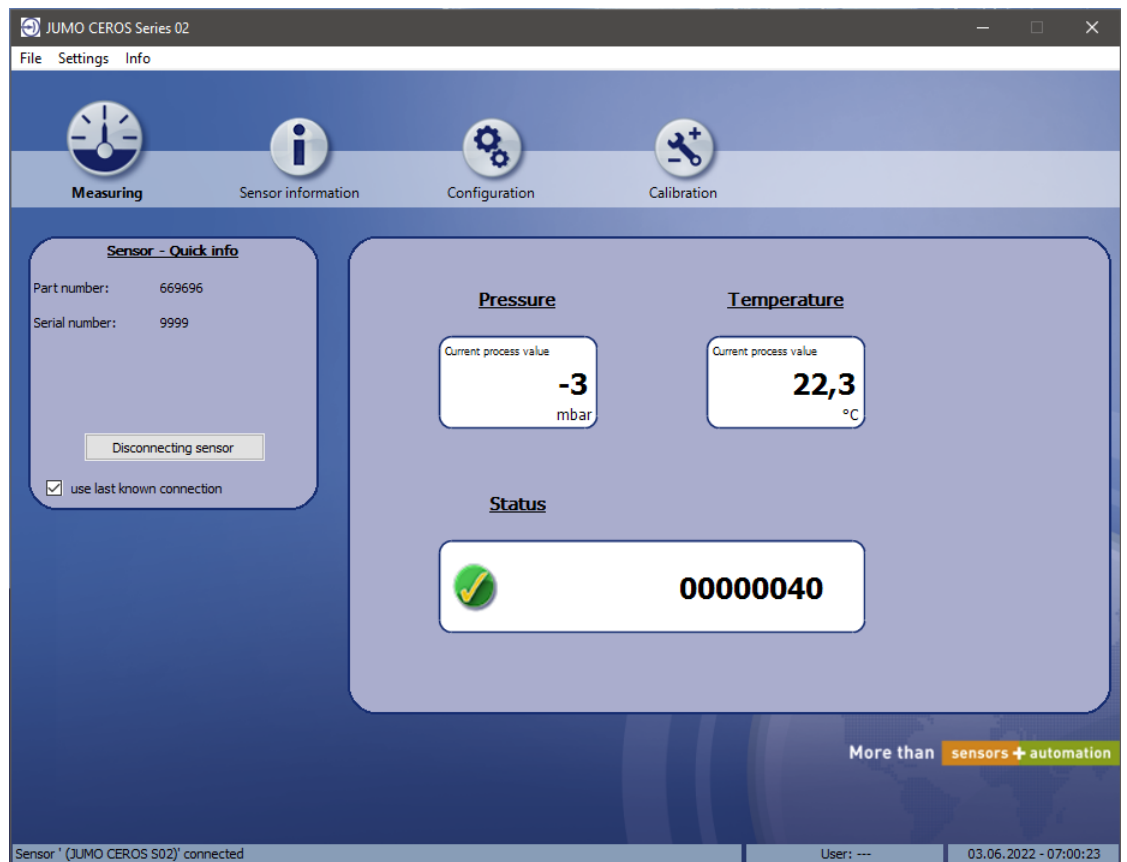 JUMO CEROS Series 02
File Settings Info
Measuring Sensor information Configuration Calibration
Sensor - Quick info
Part number: 669696
Serial number: 9999
Disconnecting sensor
use last known connection
Pressure Temperature
Current process value Current process value
-3 22,3
mbar °C
Status
00000040
More than sensors + automation
Sensor ' (JUMO CEROS S02)' connected User: --- 03.06.2022 - 07:00:23